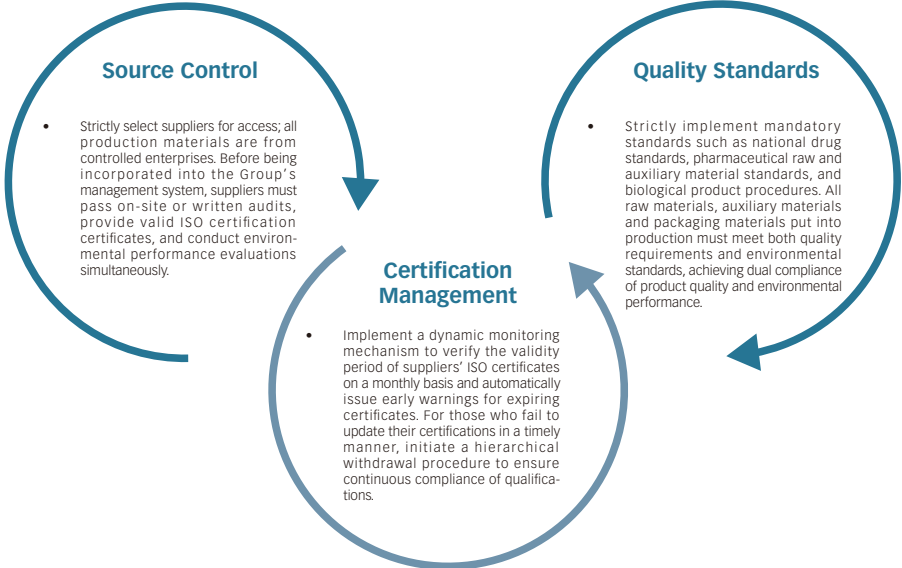 Source Control
• Strictly select suppliers for access; all
production materials are from
controlled enterprises. Before being
incorporated into the Group's
management system, suppliers must
pass on-site or written audits,
provide valid ISO certification
certificates, and conduct environ-
mental performance evaluations
simultaneously.
Certification
Management
• Implement a dynamic monitoring
mechanism to verify the validity
period of suppliers' ISO certificates
on a monthly basis and automatically
issue early warnings for expiring
certificates. For those who fail to
update their certifications in a timely
manner, initiate a hierarchical
withdrawal procedure to ensure
continuous compliance of qualifica-
tions.
Quality Standards
• Strictly implement mandatory
standards such as national drug
standards, pharmaceutical raw and
auxiliary material standards, and
biological product procedures. All
raw materials, auxiliary materials
and packaging materials put into
production must meet both quality
requirements and environmental
standards, achieving dual compliance
of product quality and environmental
performance.